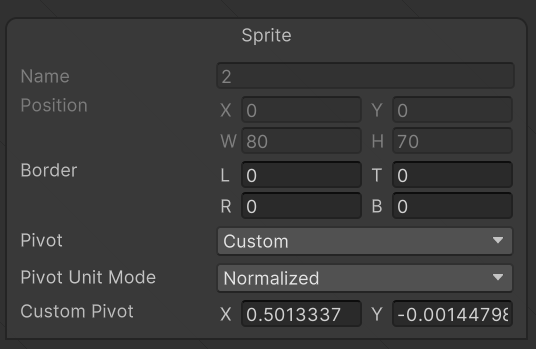 Sprite
Name 2
Position X 0 Y 0
W 80 H 70
Border L 0 T 0
R 0 B 0
Pivot Custom
Pivot Unit Mode Normalized
Custom Pivot X 0.5013337 Y -0.00144798